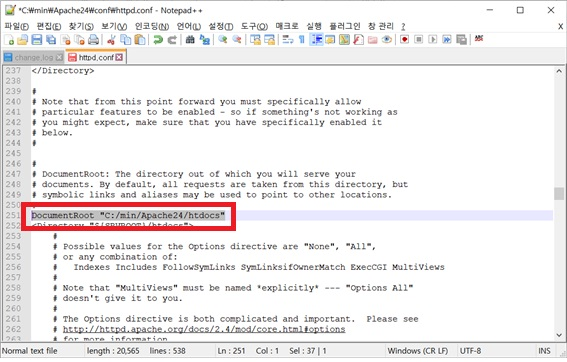 *C:₩min₩Apache24₩conf₩httpd.conf - Notepad++
파일(F) 편집(E) 찾기(S) 보기(V) 인코딩(N) 언어(L) 설정(T) 도구(O) 매크로 실행 플러그인 창 관리 ? X
change.log httpd.conf
237 </Directory>
238
239 #
240 # Note that from this point forward you must specifically allow
241 # particular features to be enabled - so if something's not working as
242 # you might expect, make sure that you have specifically enabled it
243 # below.
244 #
245
246 #
247 # DocumentRoot: The directory out of which you will serve your
248 # documents. By default, all requests are taken from this directory, but
249 # symbolic links and aliases may be used to point to other locations.
250 #
251 DocumentRoot "C:/min/Apache24/htdocs"
252 <Directory "${SRVROOT}/htdocs">
253 #
254 # Possible values for the Options directive are "None", "All",
255 # or any combination of:
256 # Indexes Includes FollowSymLinks SymLinksifOwnerMatch ExecCGI MultiViews
257 #
258 # Note that "MultiViews" must be named *explicitly* --- "Options All"
259 # doesn't give it to you.
260 #
261 # The Options directive is both complicated and important.  Please see
262 # http://httpd.apache.org/docs/2.4/mod/core.html#options
263 # for more information.
Normal text file length : 20,565 lines : 538 Ln : 251 Col : 1 Sel : 37 | 1 Windows (CR LF) UTF-8 INS